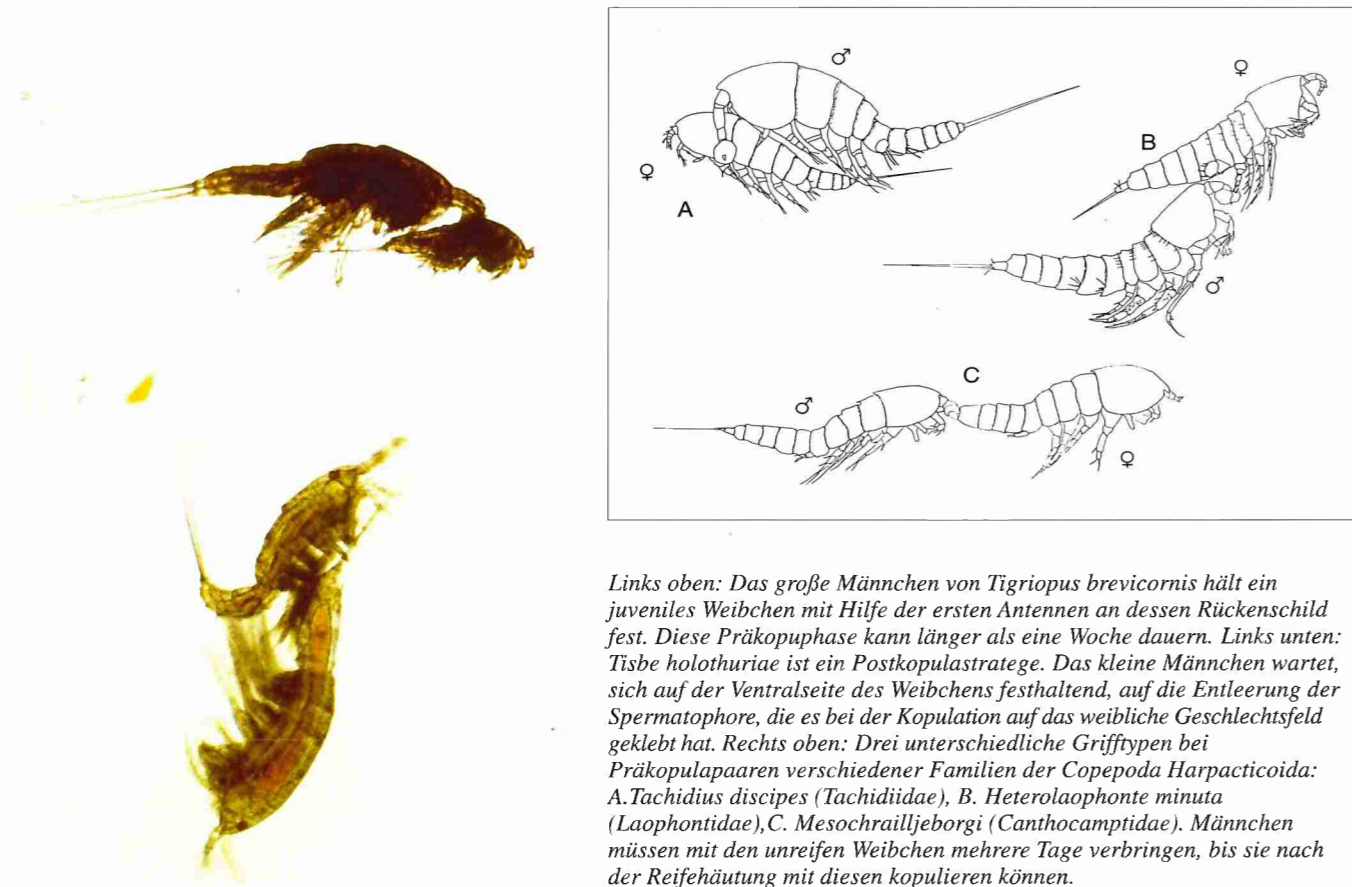 ♂
♀
A
B
♀
♂
♂
C
♀
Links oben: Das große Männchen von Tigriopus brevicornis hält ein
juveniles Weibchen mit Hilfe der ersten Antennen an dessen Rückenschild
fest. Diese Präkopuphase kann länger als eine Woche dauern. Links unten:
Tisbe holothuriae ist ein Postkopulastratege. Das kleine Männchen wartet,
sich auf der Ventralseite des Weibchens festhaltend, auf die Entleerung der
Spermatophore, die es bei der Kopulation auf das weibliche Geschlechtsfeld
geklebt hat. Rechts oben: Drei unterschiedliche Grifftypen bei
Präkopulapaaren verschiedener Familien der Copepoda Harpacticoida:
A.Tachidius discipes (Tachidiidae), B. Heterolaophonte minuta
(Laophontidae),C. Mesochrailljeborgi (Canthocamptidae). Männchen
müssen mit den unreifen Weibchen mehrere Tage verbringen, bis sie nach
der Reifehäutung mit diesen kopulieren können.